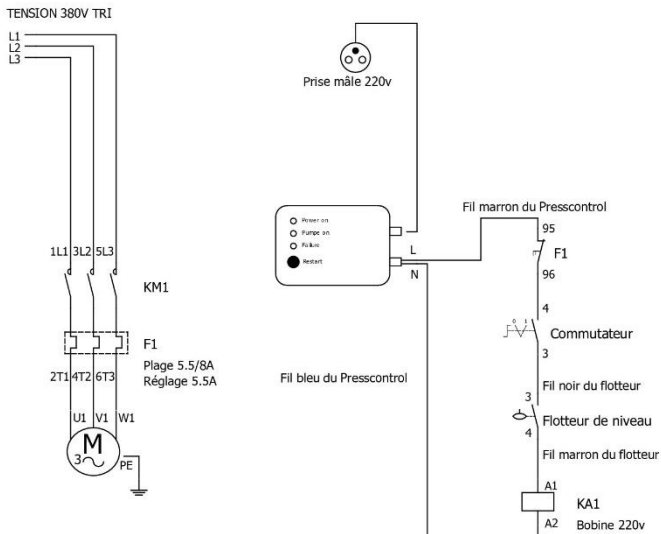 TENSION 380V TRI
L1
L2
L3
1L1 3L2 5L3
KM1
F1
Plage 5.5/8A
Réglage 5.5A
2T1 4T2 6T3
U1 V1 W1
M
3
PE
Prise mâle 220v
Power on
Pumpe on
Failure
Restart
L
N
Fil bleu du Presscontrol
Fil marron du Presscontrol
95
F1
96
4
0 1
Commutateur
3
Fil noir du flotteur
3
Flotteur de niveau
4
Fil marron du flotteur
A1
KA1
A2
Bobine 220v